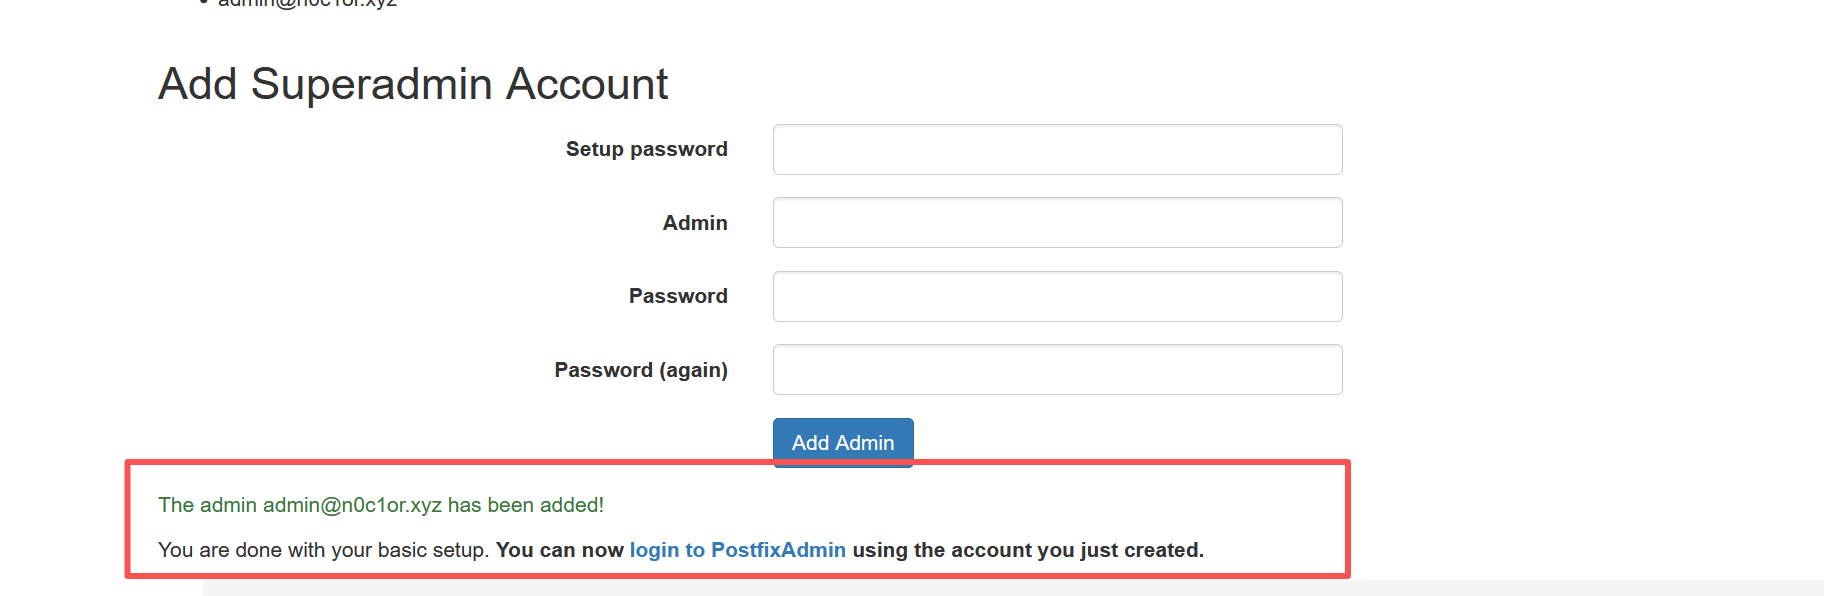 admin@n0c1or.xyz
Add Superadmin Account
Setup password
Admin
Password
Password (again)
Add Admin
The admin admin@n0c1or.xyz has been added!
You are done with your basic setup. You can now login to PostfixAdmin using the account you just created.